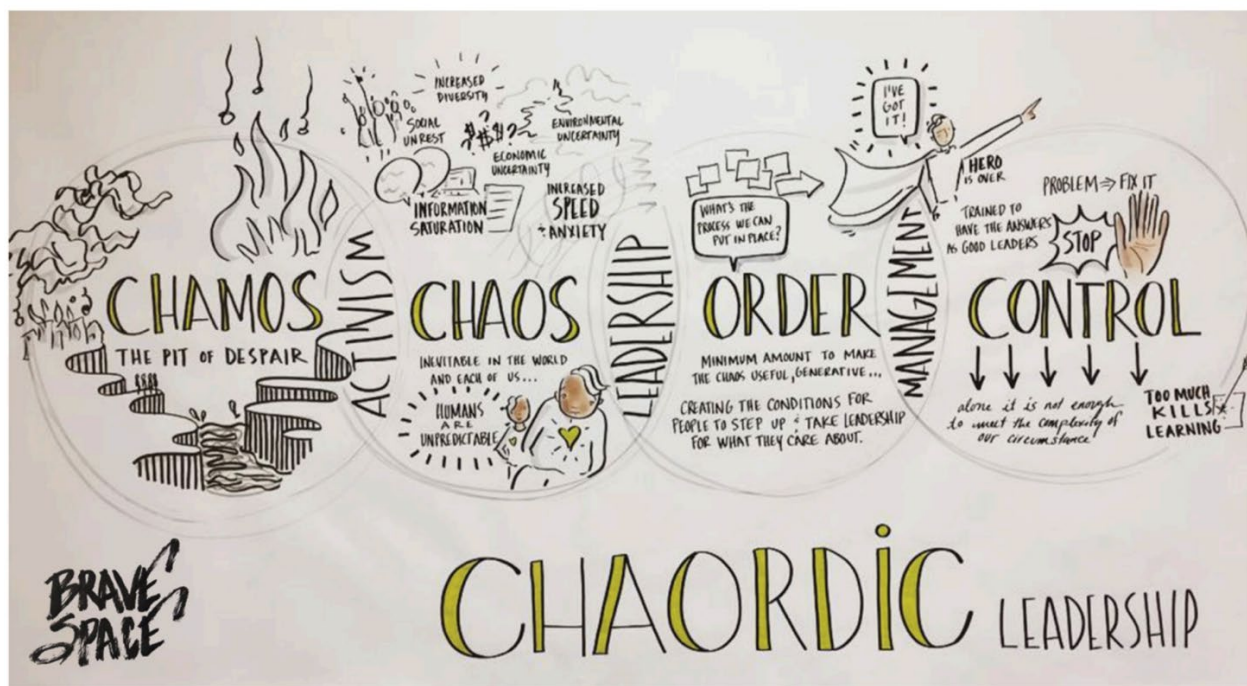 CHAMOS
THE PIT OF DESPAIR
ACTIVISM
INCREASED
DIVERSITY
SOCIAL
UNREST
?$#$?
ECONOMIC
UNCERTAINTY
ENVIRONMENTAL
UNCERTAINTY
INFORMATION
SATURATION
INCREASED
SPEED
+ ANXIETY
CHAOS
INEVITABLE IN THE WORLD
AND EACH OF US...
HUMANS
ARE
UNPREDICTABLE
LEADERSHIP
WHAT'S THE
PROCESS WE CAN
PUT IN PLACE?
ORDER
MINIMUM AMOUNT TO MAKE
THE CHAOS USEFUL, GENERATIVE...
CREATING THE CONDITIONS FOR
PEOPLE TO STEP UP & TAKE LEADERSHIP
FOR WHAT THEY CARE ABOUT.
MANAGEMENT
I'VE
GOT
IT!
HERO
IS OVER
TRAINED TO
HAVE THE ANSWERS
AS GOOD LEADERS
PROBLEM ⇒ FIX IT
STOP
CONTROL
alone it is not enough
to meet the complexity of
our circumstance
TOO MUCH
KILLS
LEARNING
BRAVE
SPACE
CHAORDiC LEADERSHIP